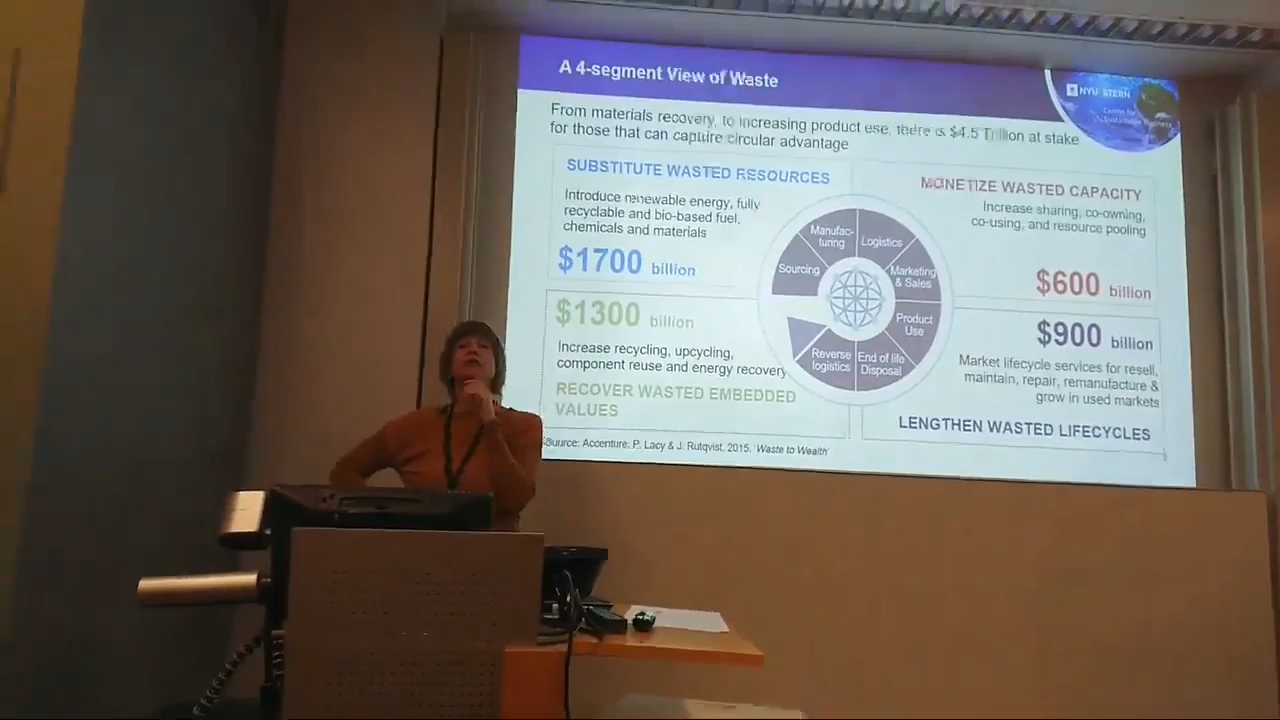 A 4-segment View of Waste
NYU STERN
Center for
Sustainable Business
From materials recovery, to increasing product use, there is $4.5 Trillion at stake
for those that can capture circular advantage
SUBSTITUTE WASTED RESOURCES
Introduce renewable energy, fully
recyclable and bio-based fuel,
chemicals and materials
$1700 billion
MONETIZE WASTED CAPACITY
Increase sharing, co-owning,
co-using, and resource pooling
$600 billion
Manufac-
turing
Logistics
Sourcing
Marketing
& Sales
Product
Use
Reverse
logistics
End of life
Disposal
$1300 billion
Increase recycling, upcycling,
component reuse and energy recovery
RECOVER WASTED EMBEDDED
VALUES
$900 billion
Market lifecycle services for resell,
maintain, repair, remanufacture &
grow in used markets
LENGTHEN WASTED LIFECYCLES
Source: Accenture; P. Lacy & J. Rutqvist. 2015. 'Waste to Wealth'